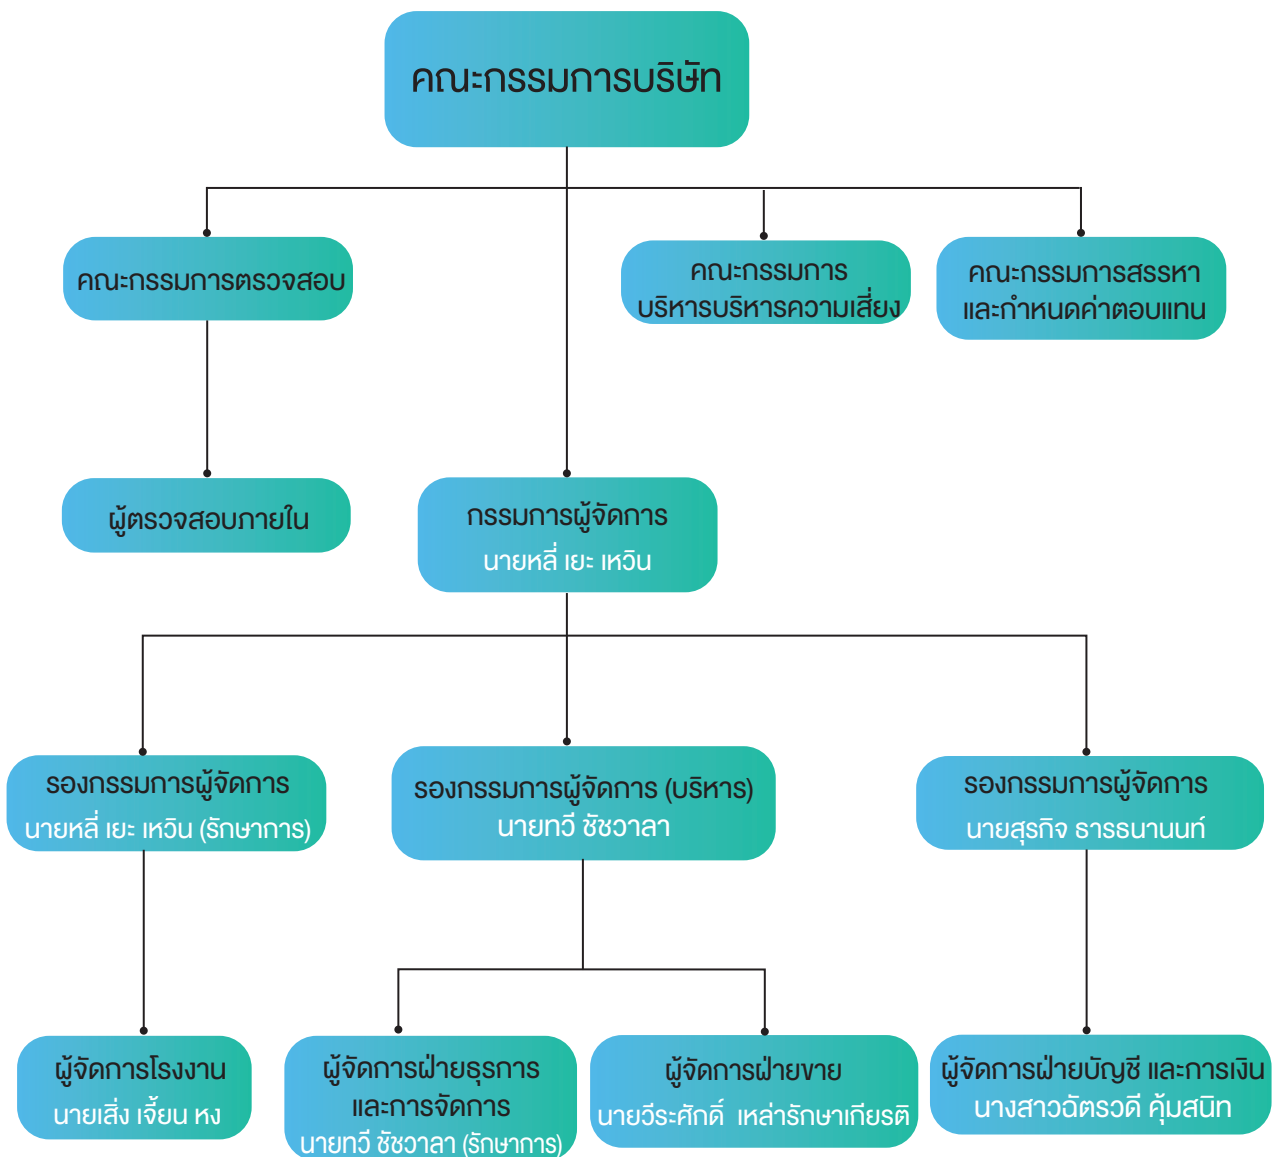 คณะกรรมการบริษัท
คณะกรรมการตรวจสอบ
คณะกรรมการ
บริหารบริหารความเสี่ยง
คณะกรรมการสรรหา
และกำหนดค่าตอบแทน
ผู้ตรวจสอบภายใน
กรรมการผู้จัดการ
นายหลี่ เยะ เหวิน
รองกรรมการผู้จัดการ
นายหลี่ เยะ เหวิน (รักษาการ)
รองกรรมการผู้จัดการ (บริหาร)
นายทวี ชัชวาลา
รองกรรมการผู้จัดการ
นายสุรกิจ ธารธนานนท์
ผู้จัดการโรงงาน
นายเสิ่ง เจี้ยน หง
ผู้จัดการฝ่ายธุรการ
และการจัดการ
นายทวี ชัชวาลา (รักษาการ)
ผู้จัดการฝ่ายขาย
นายวีระศักดิ์ เหล่ารักษาเกียรติ
ผู้จัดการฝ่ายบัญชี และการเงิน
นางสาวฉัตรวดี คุ้มสนิท